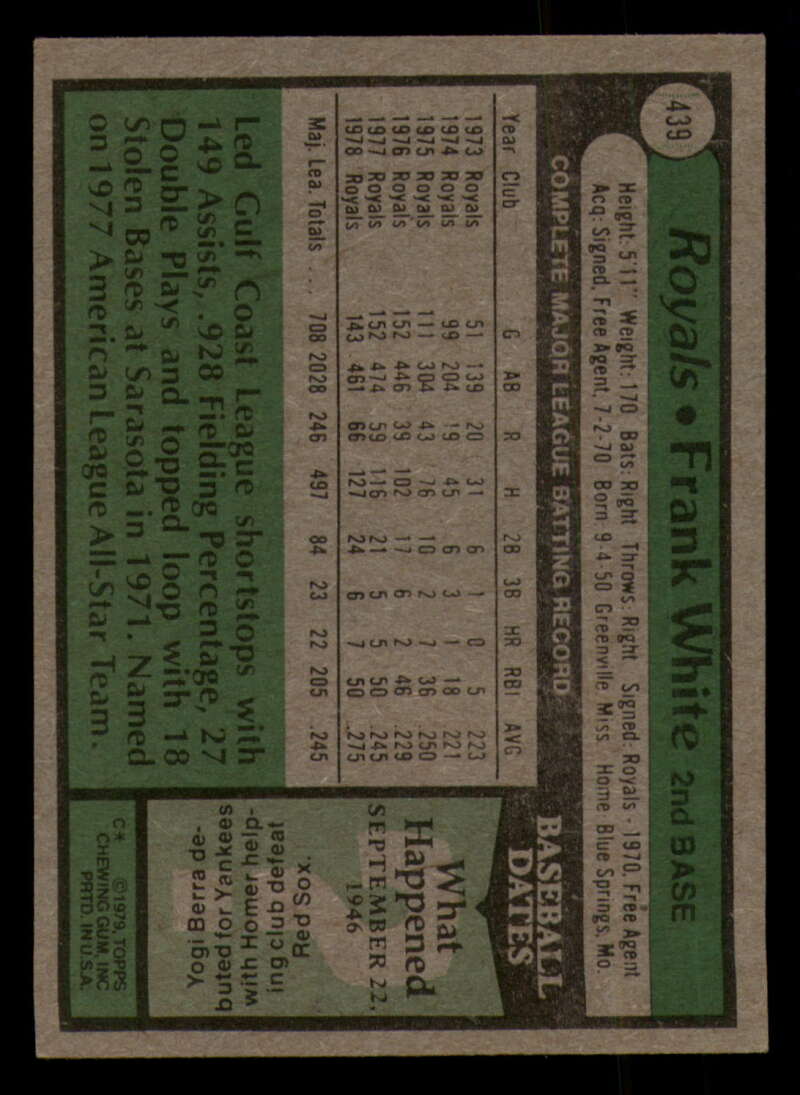 439
Royals • Frank White 2nd BASE
Height: 5'11" Weight: 170 Bats: Right Throws: Right Signed: Royals - 1970, Free Agent
Acq: Signed, Free Agent, 7-2-70 Born 9-4-50 Greenville Miss Home Blue Springs, Mo.
COMPLETE MAJOR LEAGUE BATTING RECORD
Year Club G AB R H 2B 3B HR RBI AVG
1973 Royals 51 139 20 31 6 1 0 5 .223
1974 Royals 99 204 19 45 6 3 1 18 .221
1975 Royals 111 304 43 76 10 2 7 36 .250
1976 Royals 152 446 39 102 17 6 2 46 .229
1977 Royals 152 474 59 116 21 5 5 50 .245
1978 Royals 143 461 66 127 24 6 7 50 .275
Maj. Lea. Totals . . . . 708 2028 246 497 84 23 22 205 .245
Led Gulf Coast League shortstops with
149 Assists, .928 Fielding Percentage, 27
Double Plays and topped loop with 18
Stolen Bases at Sarasota in 1971. Named
on 1977 American League All-Star Team.
BASEBALL
DATES
What
Happened
SEPTEMBER 22,
1946
Yogi Berra de-
buted for Yankees
with Homer help-
ing club defeat
Red Sox.
C* ©1979, TOPPS
CHEWING GUM, INC
PRTD. IN U.S.A.